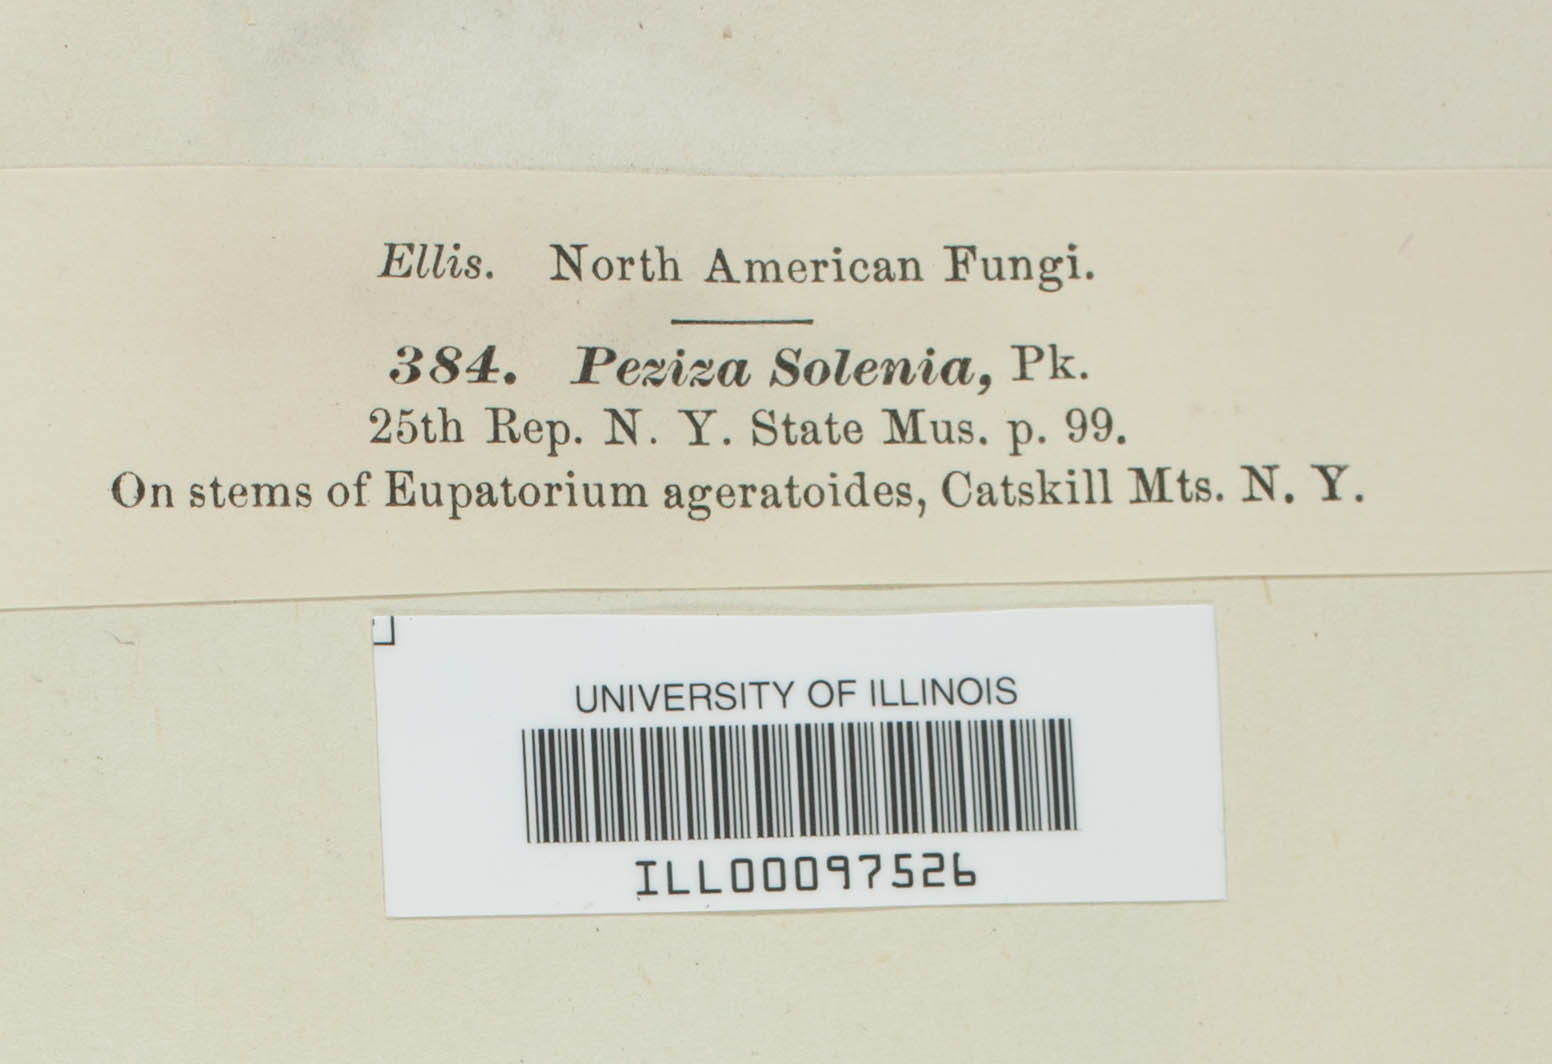 Ellis. North American Fungi.
384. Peziza Solenia, Pk.
25th Rep. N. Y. State Mus. p. 99.
On stems of Eupatorium ageratoides, Catskill Mts. N. Y.
UNIVERSITY OF ILLINOIS
ILL00097526